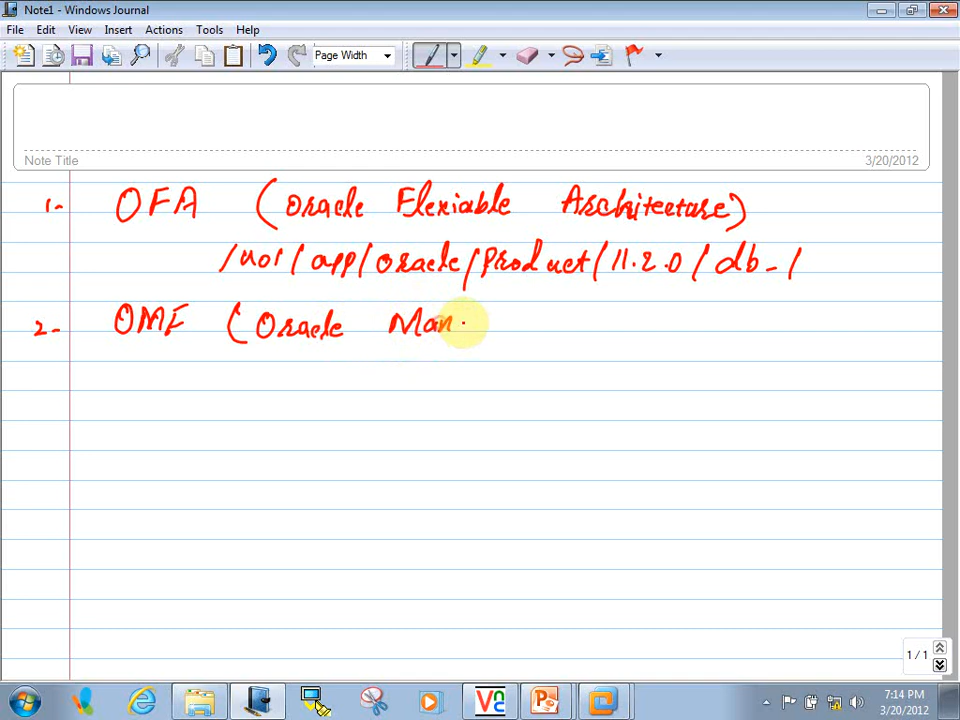 Note1 - Windows Journal
File Edit View Insert Actions Tools Help
Page Width
Note Title
3/20/2012
1- OFA (Oracle Flexiable Architecture)
/u01/app/oracle/Product/11.2.0/db_1
2- OMF (Oracle Man
1 / 1
7:14 PM
3/20/2012